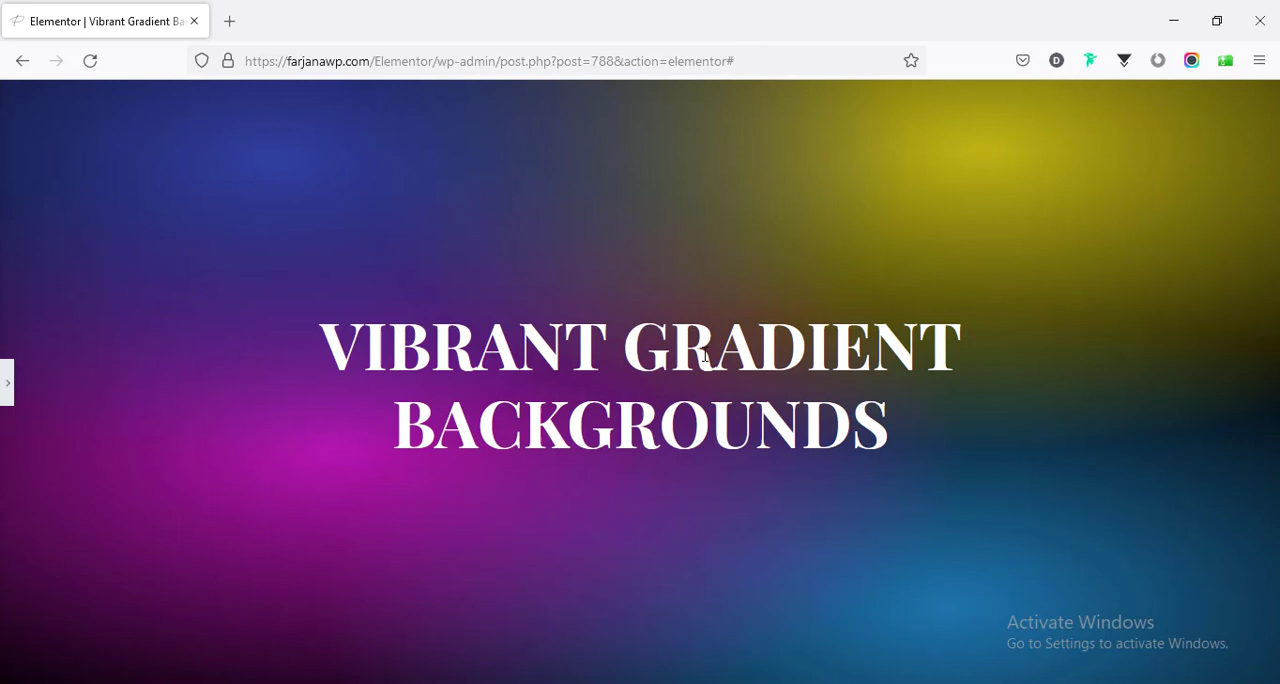 Elementor | Vibrant Gradient Ba
https://farjanawp.com/Elementor/wp-admin/post.php?post=788&action=elementor#
D
VIBRANT GRADIENT
BACKGROUNDS
Activate Windows
Go to Settings to activate Windows.